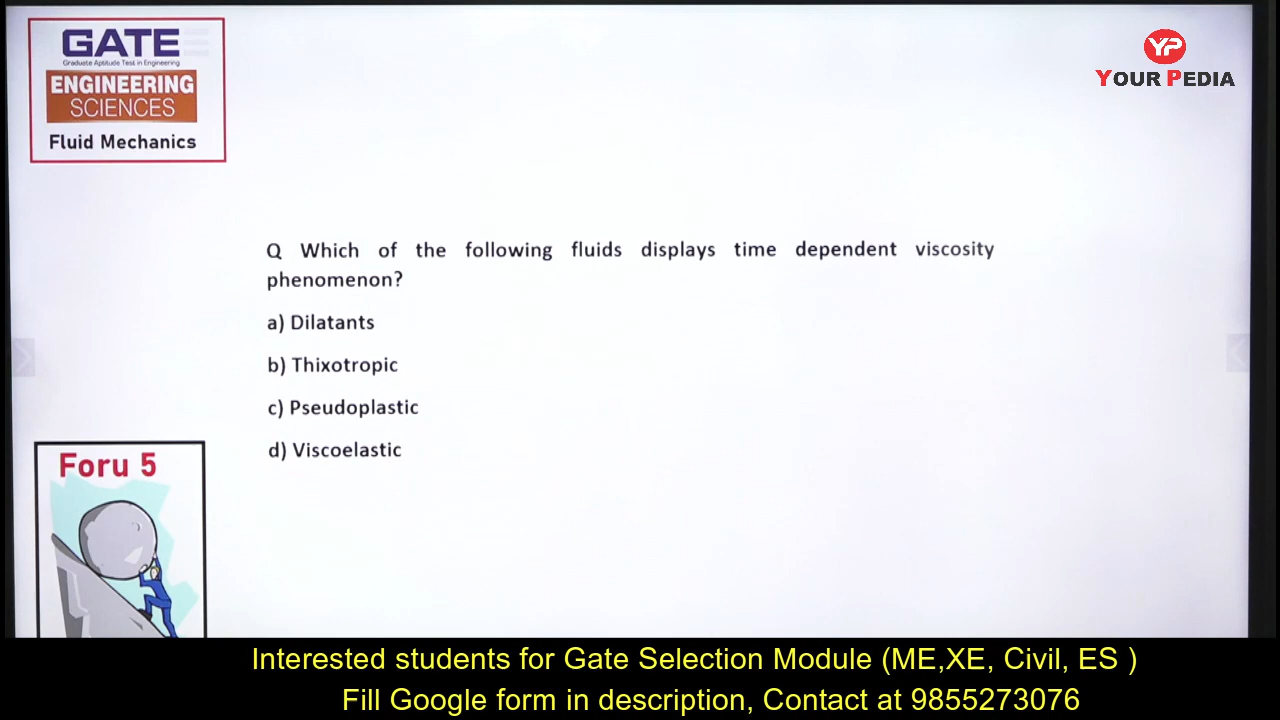 GATE
Graduate Aptitude Test in Engineering
ENGINEERING
SCIENCES
Fluid Mechanics
YP
YOUR PEDIA
Q Which of the following fluids displays time dependent viscosity
phenomenon?
a) Dilatants
b) Thixotropic
c) Pseudoplastic
d) Viscoelastic
Foru 5
Interested students for Gate Selection Module (ME,XE, Civil, ES )
Fill Google form in description, Contact at 9855273076